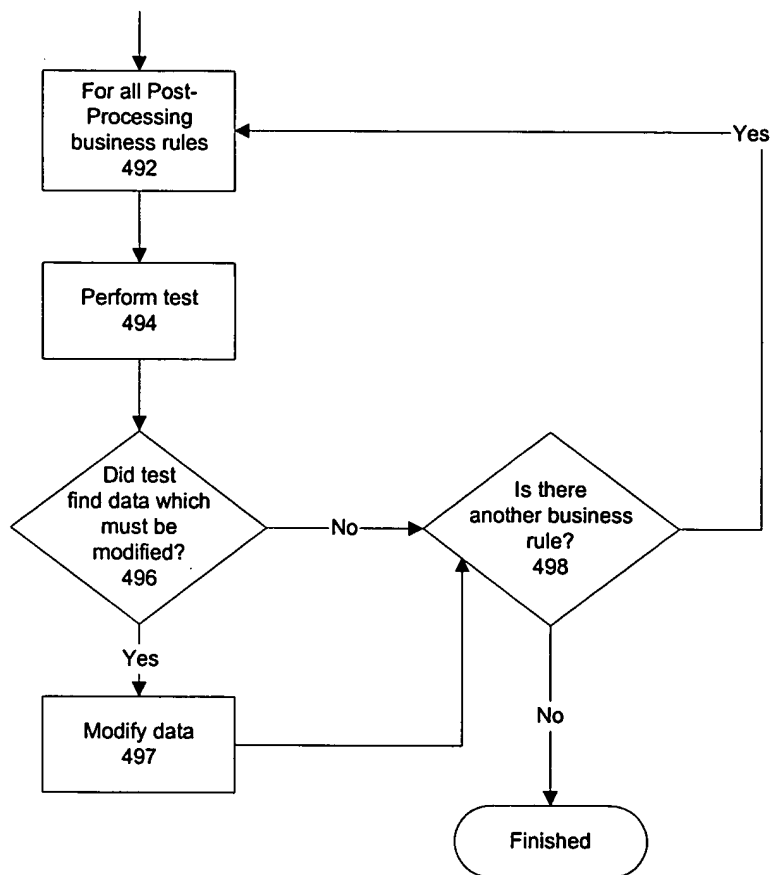 For all Post-
Processing
business rules
492
Yes
Perform test
494
Did test
find data which
must be
modified?
496
No
Is there
another business
rule?
498
Yes
Modify data
497
No
Finished